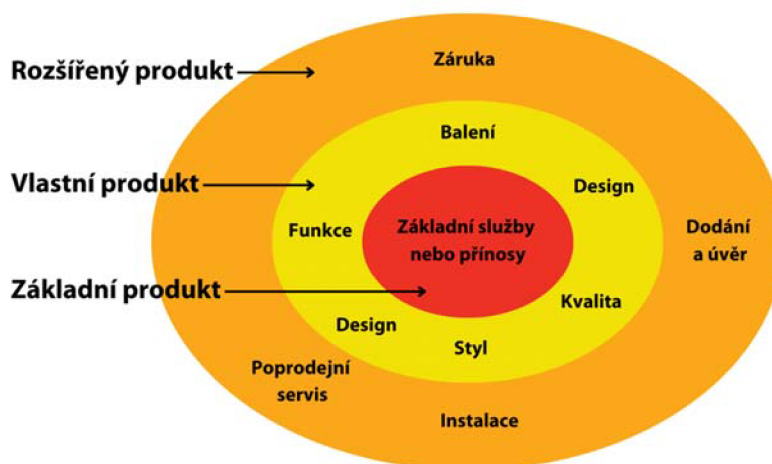 Rozšířený produkt
Záruka
Balení
Vlastní produkt
Design
Funkce
Základní služby
nebo přínosy
Dodání
a úvěr
Základní produkt
Kvalita
Design
Styl
Poprodejní
servis
Instalace